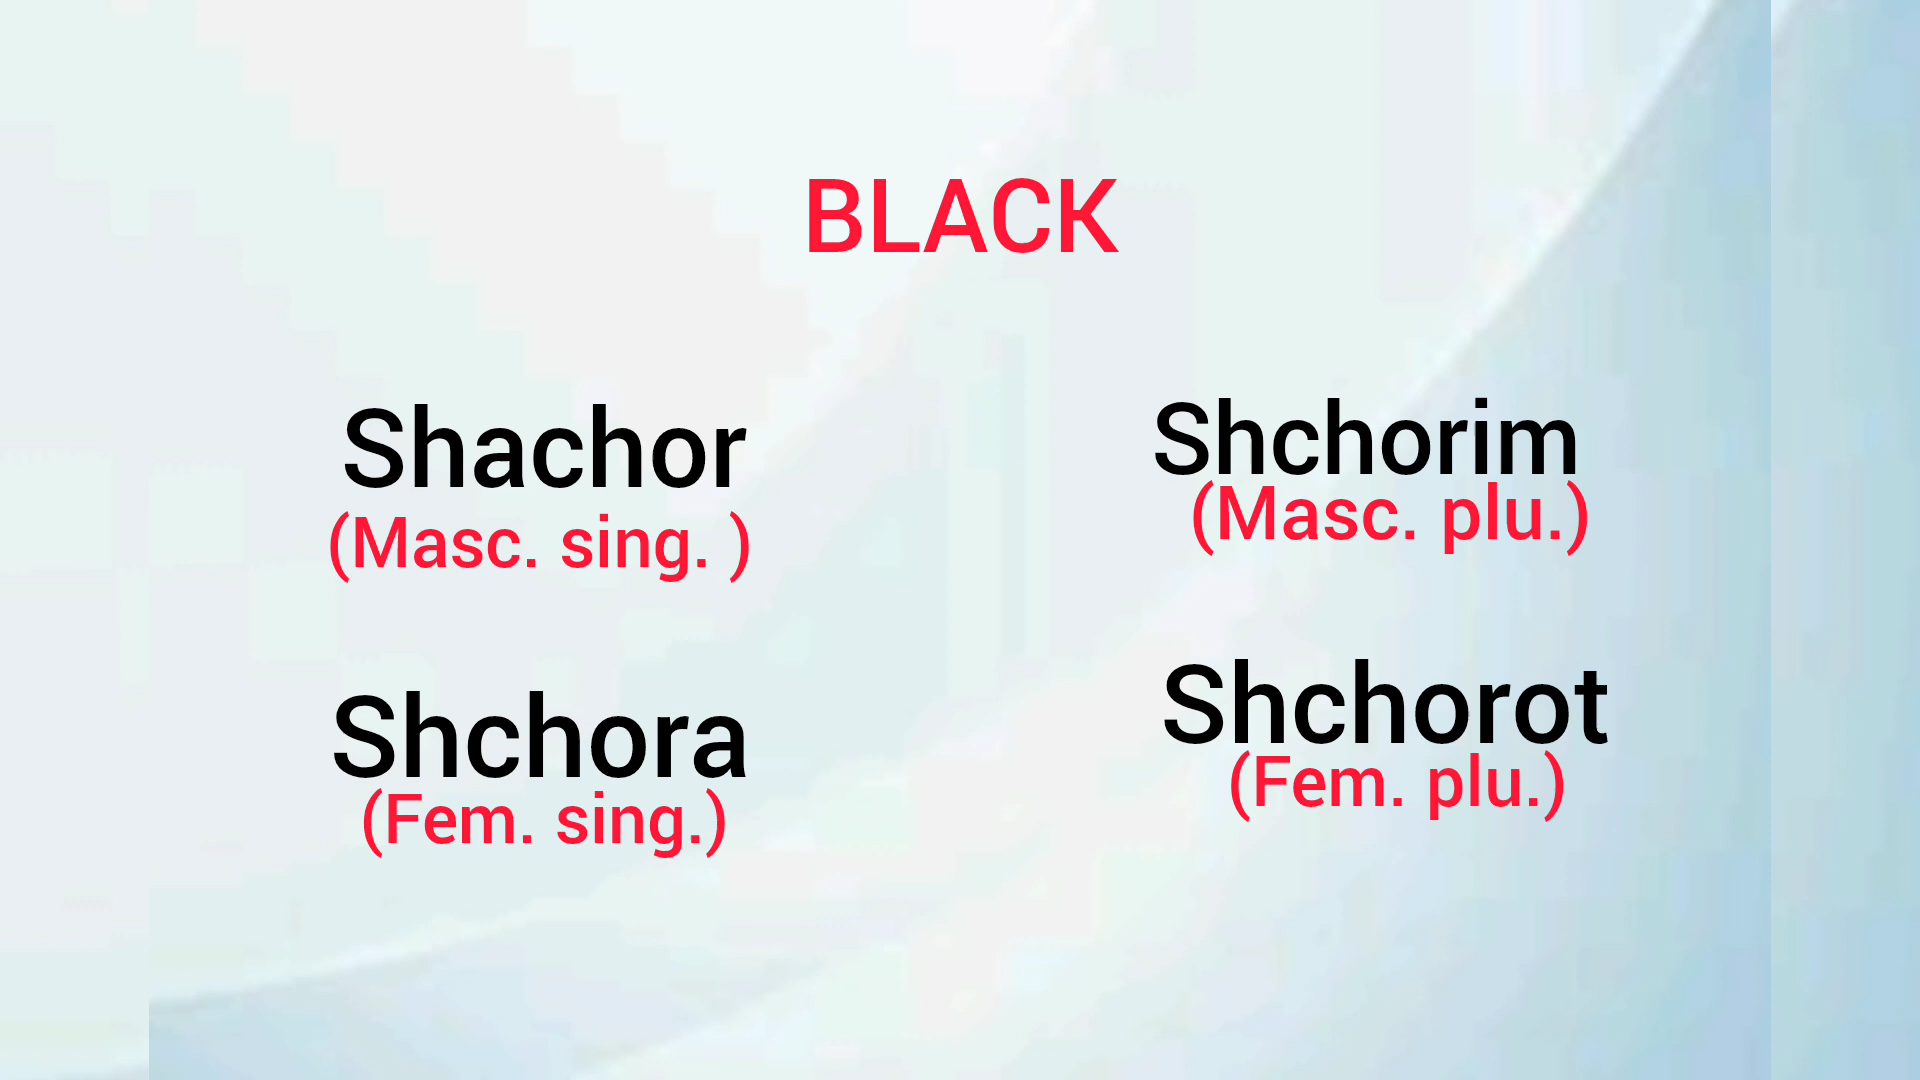 BLACK
Shachor
(Masc. sing. )
Shchora
(Fem. sing.)
Shchorim
(Masc. plu.)
Shchorot
(Fem. plu.)